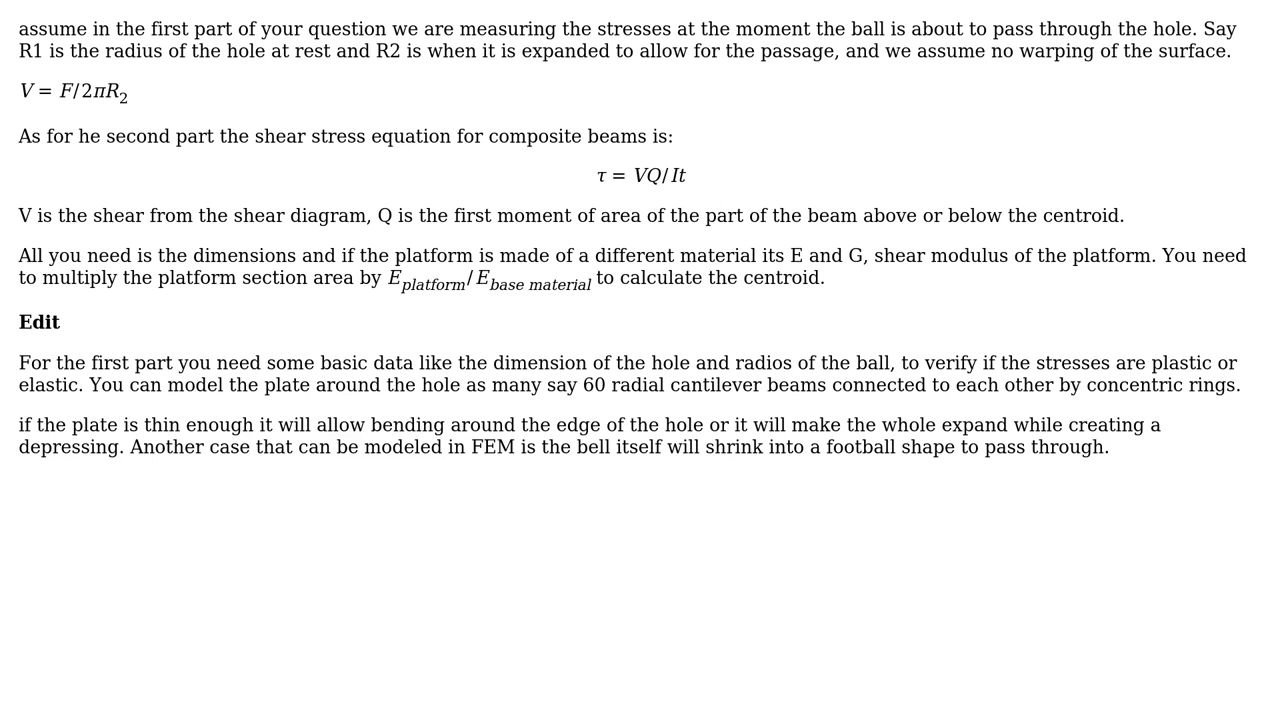 assume in the first part of your question we are measuring the stresses at the moment the ball is about to pass through the hole. Say
R1 is the radius of the hole at rest and R2 is when it is expanded to allow for the passage, and we assume no warping of the surface.
V = F/2πR₂
As for he second part the shear stress equation for composite beams is:
τ = VQ/It
V is the shear from the shear diagram, Q is the first moment of area of the part of the beam above or below the centroid.
All you need is the dimensions and if the platform is made of a different material its E and G, shear modulus of the platform. You need
to multiply the platform section area by E_platform/E_base material to calculate the centroid.
Edit
For the first part you need some basic data like the dimension of the hole and radios of the ball, to verify if the stresses are plastic or
elastic. You can model the plate around the hole as many say 60 radial cantilever beams connected to each other by concentric rings.
if the plate is thin enough it will allow bending around the edge of the hole or it will make the whole expand while creating a
depressing. Another case that can be modeled in FEM is the bell itself will shrink into a football shape to pass through.